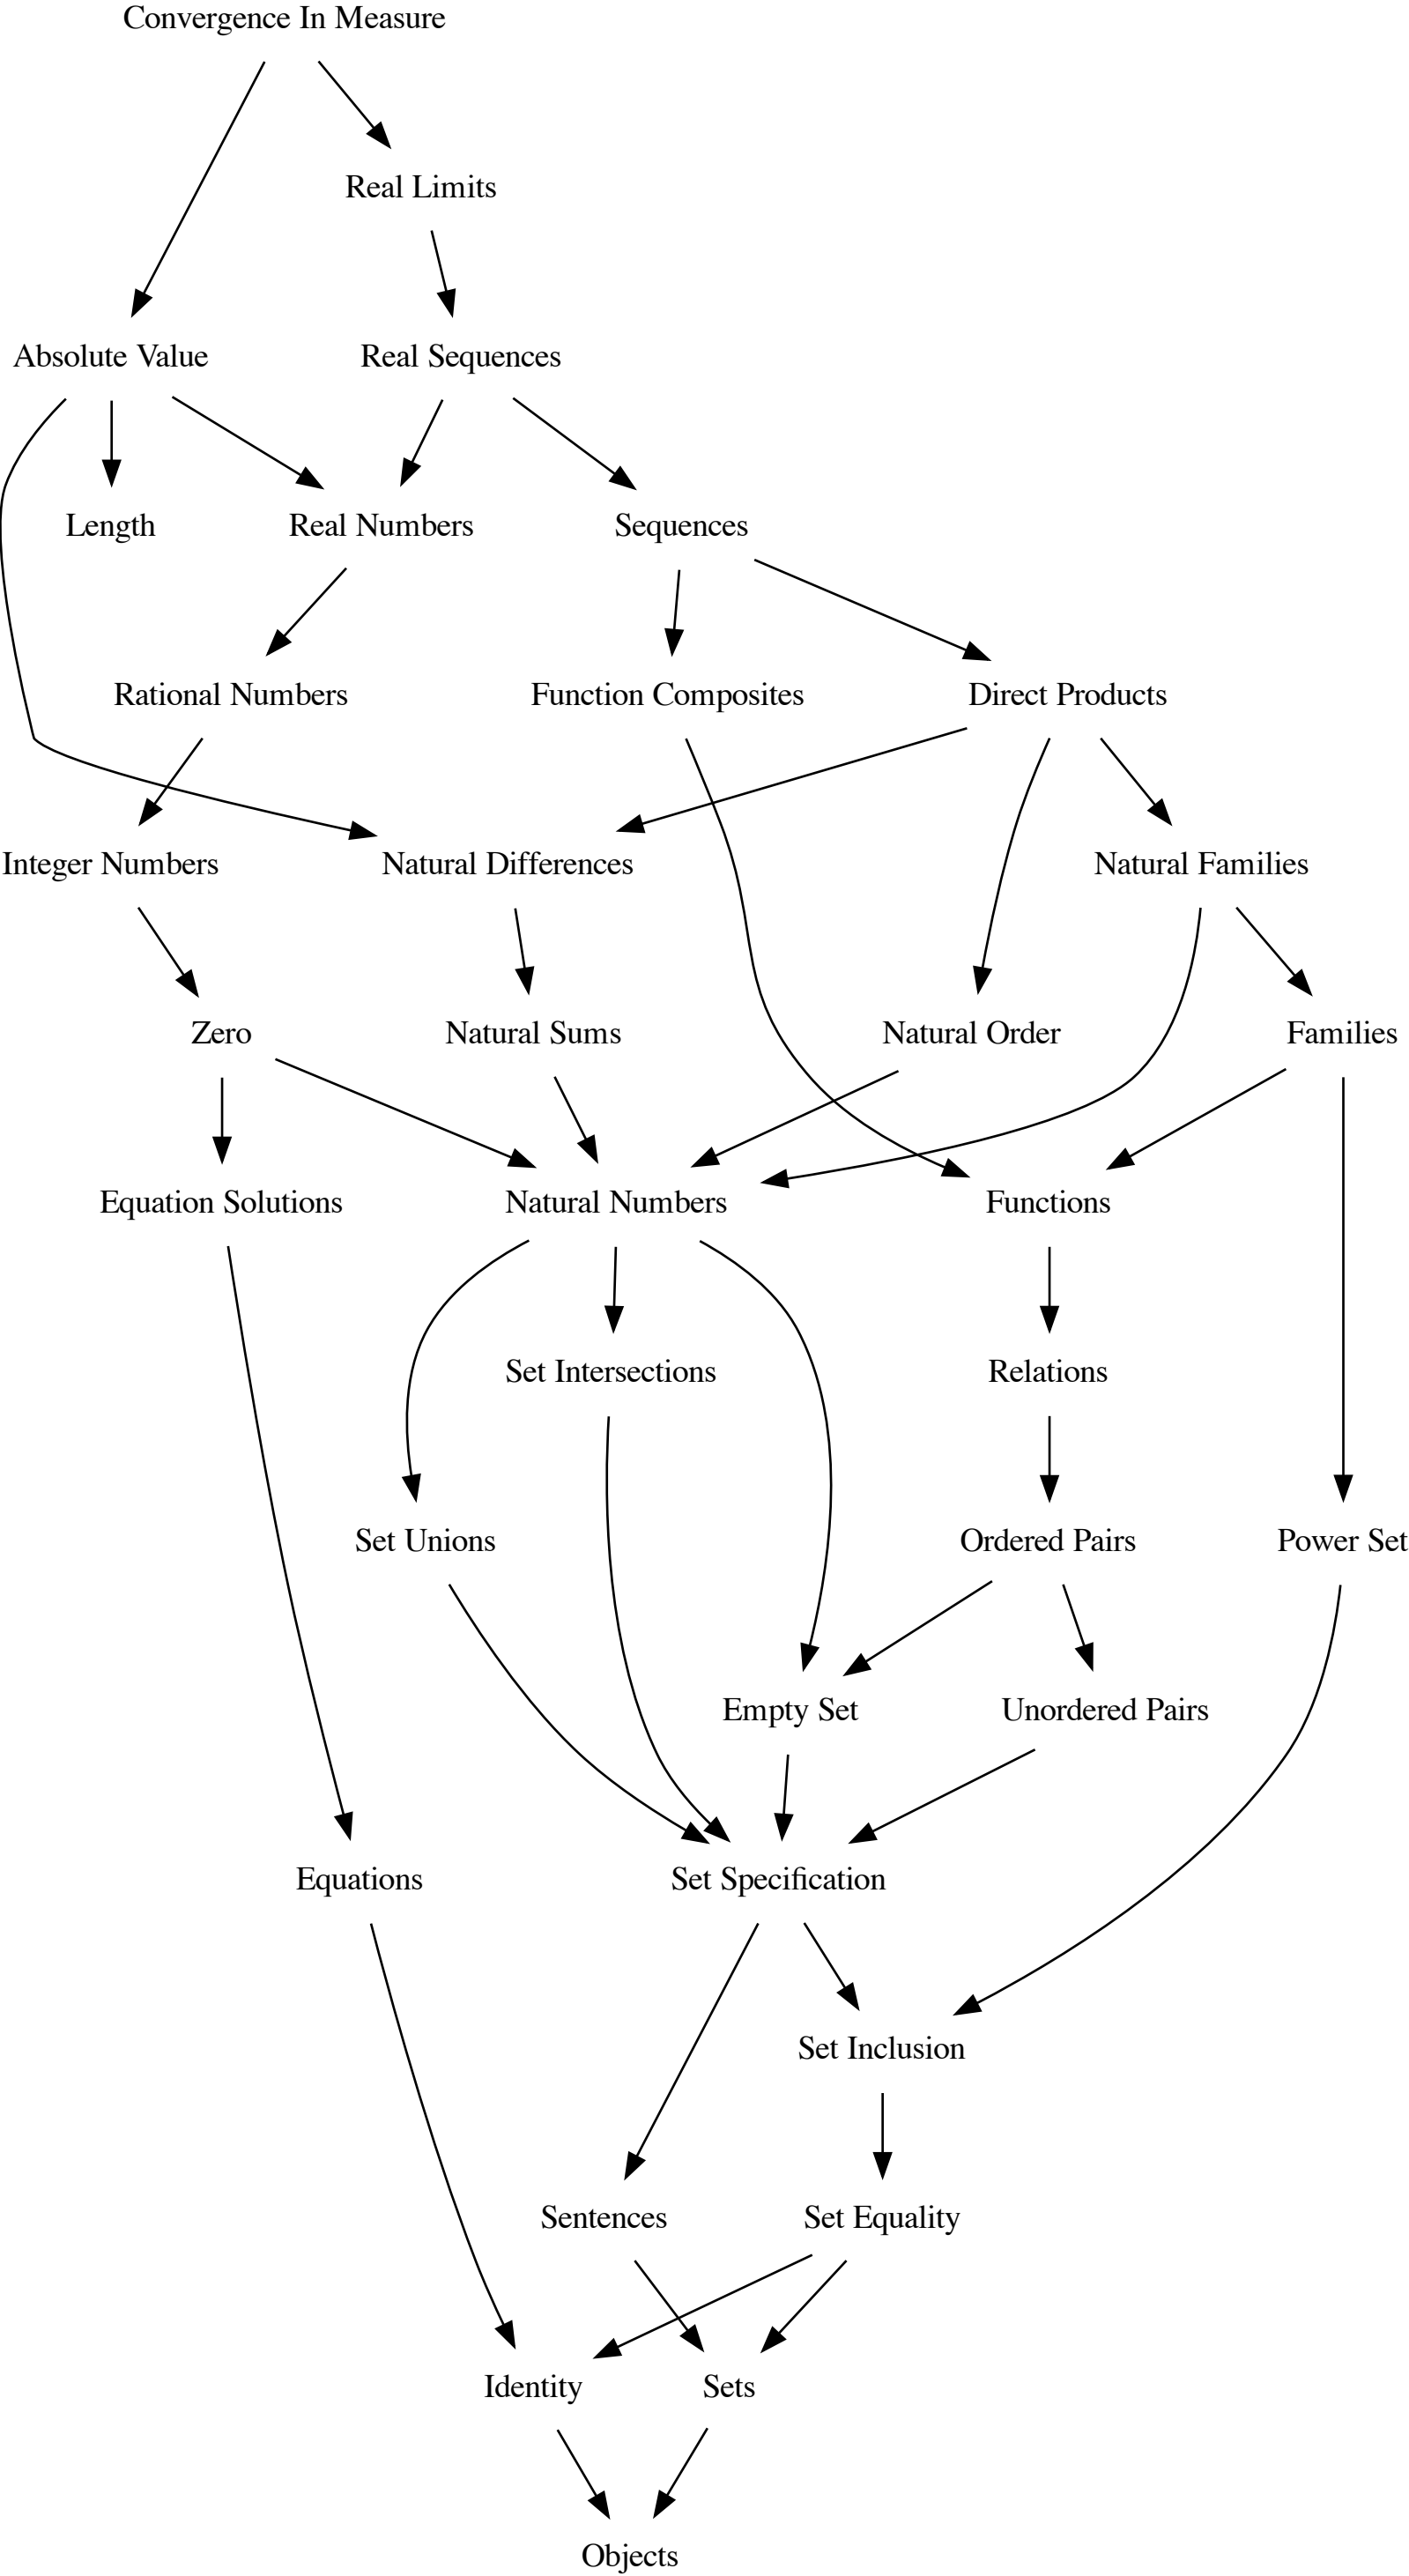 Convergence In Measure
Real Limits
Absolute Value
Real Sequences
Length
Real Numbers
Sequences
Rational Numbers
Function Composites
Direct Products
Integer Numbers
Natural Differences
Natural Families
Zero
Natural Sums
Natural Order
Families
Equation Solutions
Natural Numbers
Functions
Set Intersections
Relations
Set Unions
Ordered Pairs
Power Set
Empty Set
Unordered Pairs
Equations
Set Specification
Set Inclusion
Sentences
Set Equality
Identity
Sets
Objects